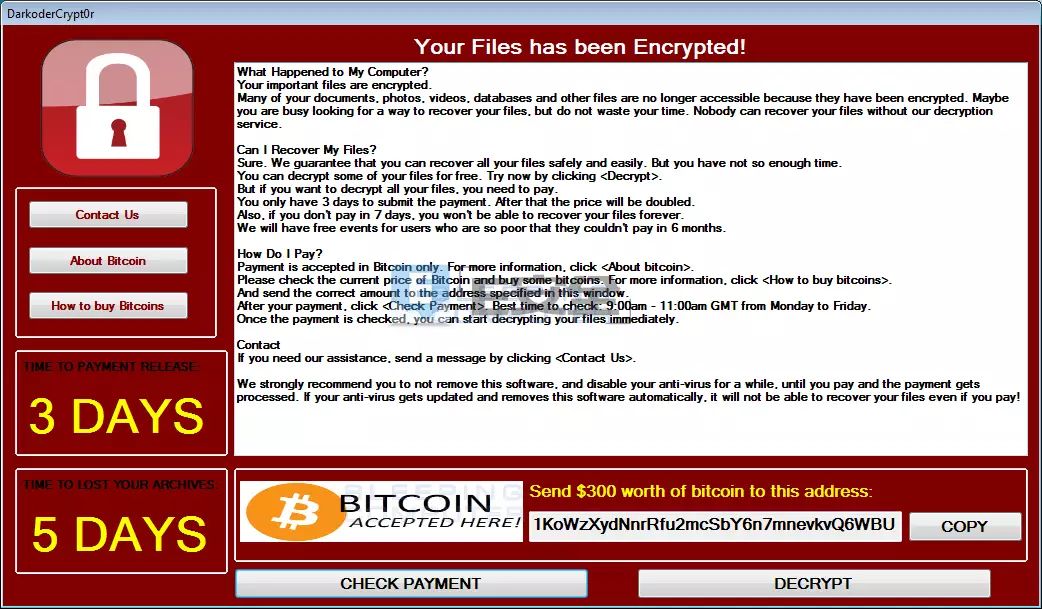 DarkoderCrypt0r
Your Files has been Encrypted!
What Happened to My Computer?
Your important files are encrypted.
Many of your documents, photos, videos, databases and other files are no longer accessible because they have been encrypted. Maybe
you are busy looking for a way to recover your files, but do not waste your time. Nobody can recover your files without our decryption
service.
Can I Recover My Files?
Sure. We guarantee that you can recover all your files safely and easily. But you have not so enough time.
You can decrypt some of your files for free. Try now by clicking <Decrypt>.
But if you want to decrypt all your files, you need to pay.
You only have 3 days to submit the payment. After that the price will be doubled.
Also, if you don't pay in 7 days, you won't be able to recover your files forever.
We will have free events for users who are so poor that they couldn't pay in 6 months.
How Do I Pay?
Payment is accepted in Bitcoin only. For more information, click <About bitcoin>.
Please check the current price of Bitcoin and buy some bitcoins. For more information, click <How to buy bitcoins>.
And send the correct amount to the address specified in this window.
After your payment, click <Check Payment>. Best time to check: 9:00am - 11:00am GMT from Monday to Friday.
Once the payment is checked, you can start decrypting your files immediately.
Contact
If you need our assistance, send a message by clicking <Contact Us>.
We strongly recommend you to not remove this software, and disable your anti-virus for a while, until you pay and the payment gets
processed. If your anti-virus gets updated and removes this software automatically, it will not be able to recover your files even if you pay!
Contact Us
About Bitcoin
How to buy Bitcoins
TIME TO PAYMENT RELEASE:
3 DAYS
TIME TO LOST YOUR ARCHIVES:
5 DAYS
BLEEPING
BITCOIN
ACCEPTED HERE!
Send $300 worth of bitcoin to this address:
1KoWzXydNnrRfu2mcSbY6n7mnevkvQ6WBU
COPY
CHECK PAYMENT
DECRYPT